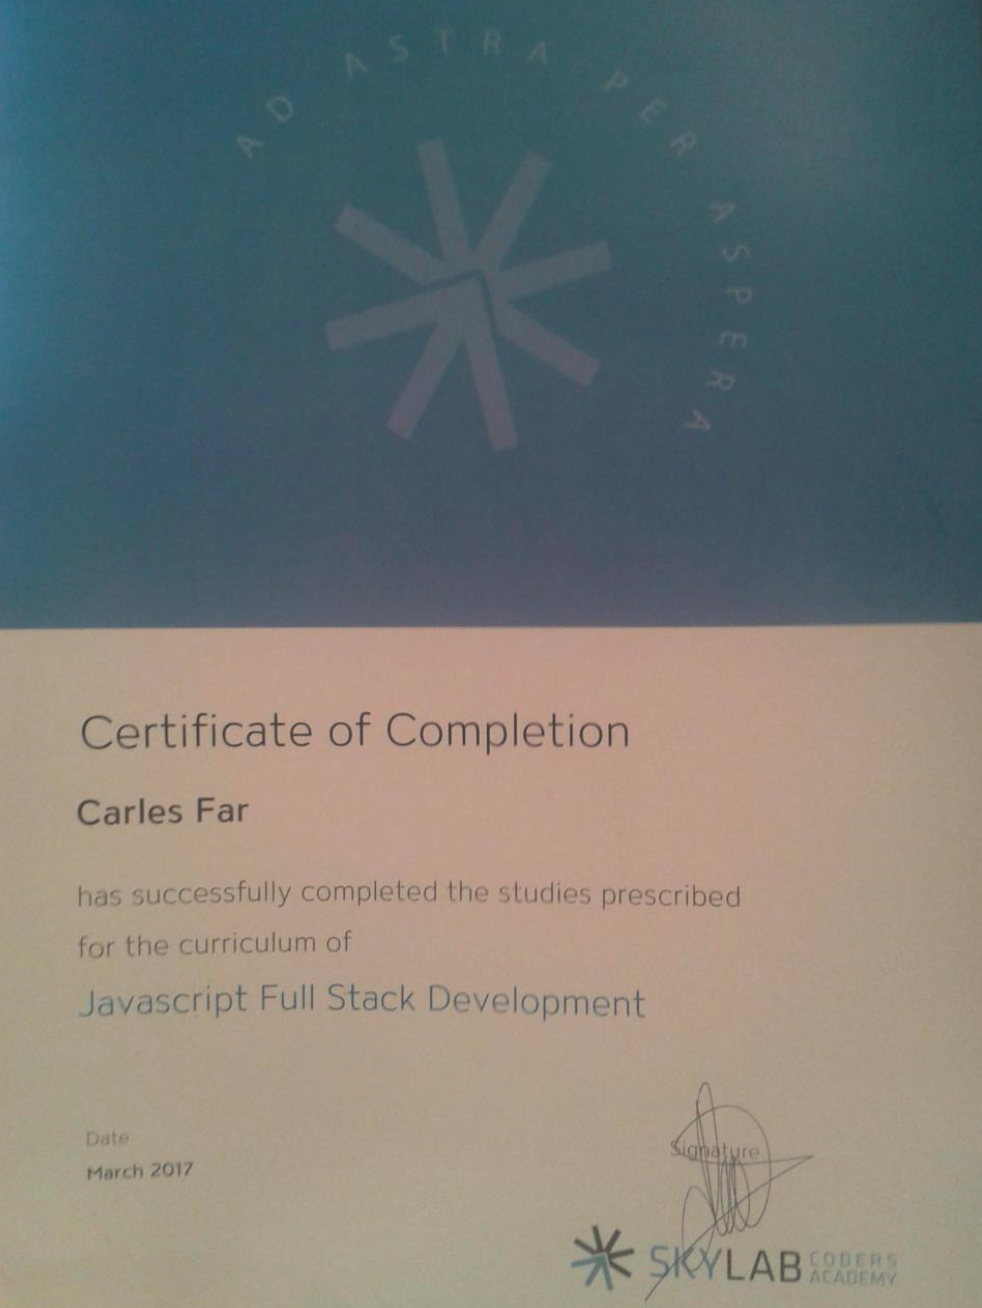 AD ASTRA PER ASPERA
Certificate of Completion
Carles Far
has successfully completed the studies prescribed
for the curriculum of
Javascript Full Stack Development
Date
March 2017
Signature
SKYLAB CODERS
ACADEMY